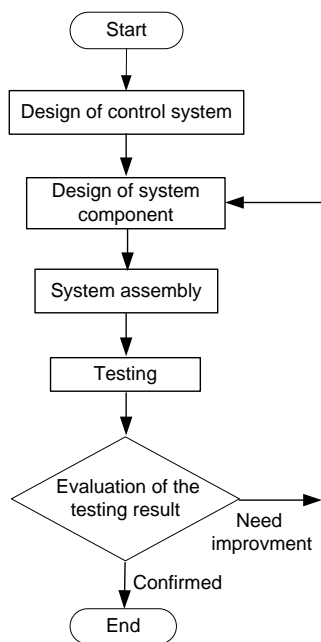 Start
Design of control system
Design of system
component
System assembly
Testing
Evaluation of the
testing result
Need
improvment
Confirmed
End